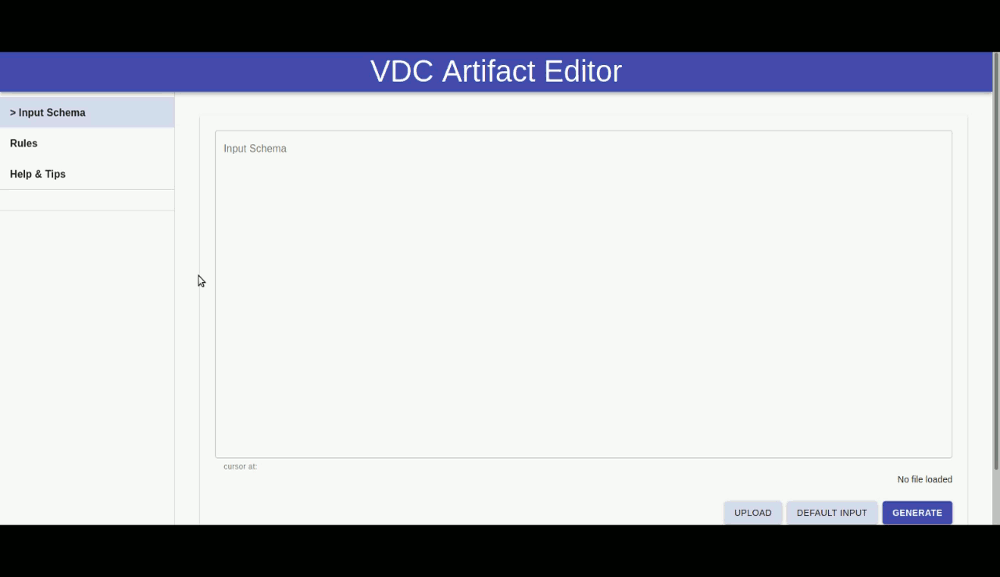 VDC Artifact Editor
> Input Schema
Rules
Help & Tips
Input Schema
cursor at:
No file loaded
UPLOAD
DEFAULT INPUT
GENERATE